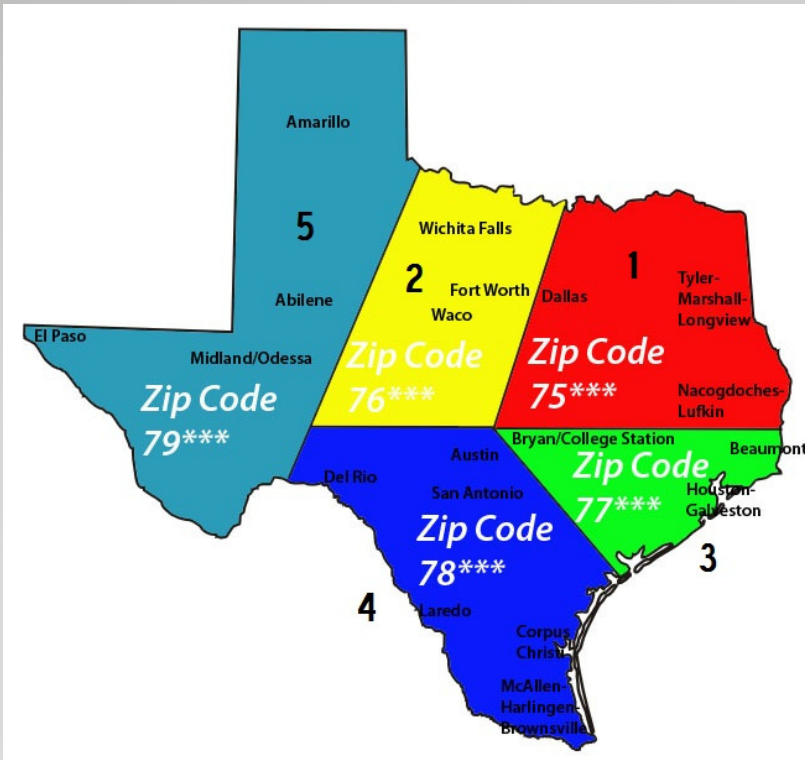 Amarillo
5
Abilene
El Paso
Midland/Odessa
Zip Code
79***
Wichita Falls
2
Fort Worth
Waco
Zip Code
76***
1
Dallas
Tyler-
Marshall-
Longview
Zip Code
75***
Nacogdoches-
Lufkin
Bryan/College Station
Beaumont
Zip Code
77***
Houston-
Galveston
3
Austin
Del Rio
San Antonio
Zip Code
78***
4
Laredo
Corpus
Christi
McAllen-
Harlingen-
Brownsville